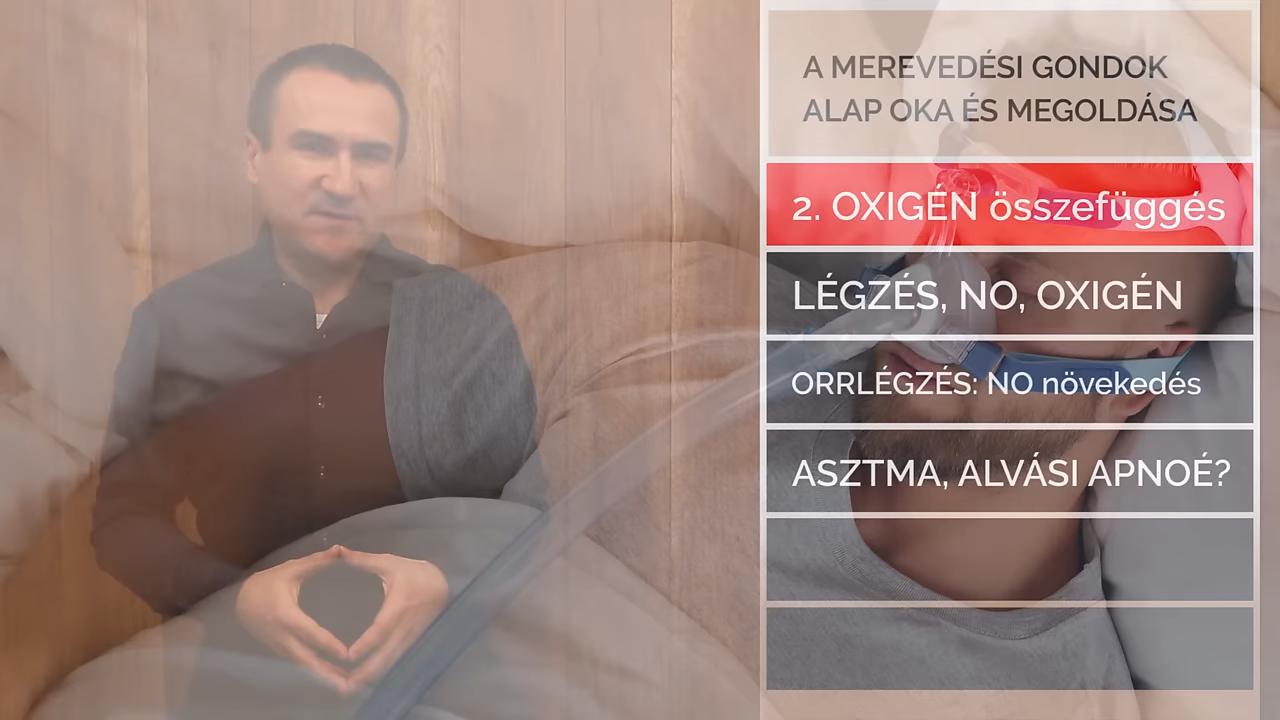 A MEREVEDÉSI GONDOK
ALAP OKA ÉS MEGOLDÁSA
2. OXIGÉN összefüggés
LÉGZÉS, NO, OXIGÉN
ORRLÉGZÉS: NO növekedés
ASZTMA, ALVÁSI APNOÉ?